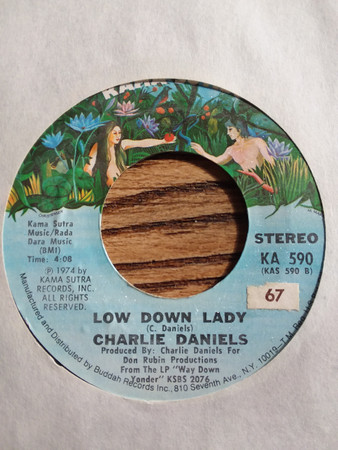 KAMA
Kama Sutra
Music/Rada
Dara Music
(BMI)
Time: 4:08
℗ 1974 by
KAMA SUTRA
RECORDS, INC.
ALL RIGHTS
RESERVED.
STEREO
KA 590
(KAS 590 B)
67
LOW DOWN LADY
(C. Daniels)
CHARLIE DANIELS
Produced By: Charlie Daniels For
Don Rubin Productions
From The LP "Way Down
Yonder" KSBS 2076
Manufactured and Distributed by Buddah Records Inc., 810 Seventh Ave., N.Y. 10019